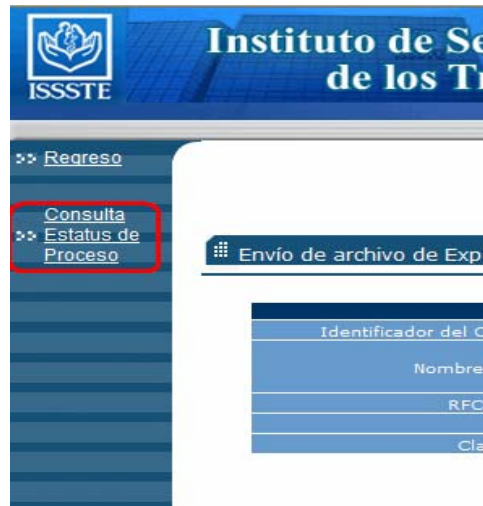 ISSSTE
Instituto de Se
de los Tr
>> Regreso
Consulta
>> Estatus de
Proceso
Envío de archivo de Exp
Identificador del C
Nombre
RFC
Cla